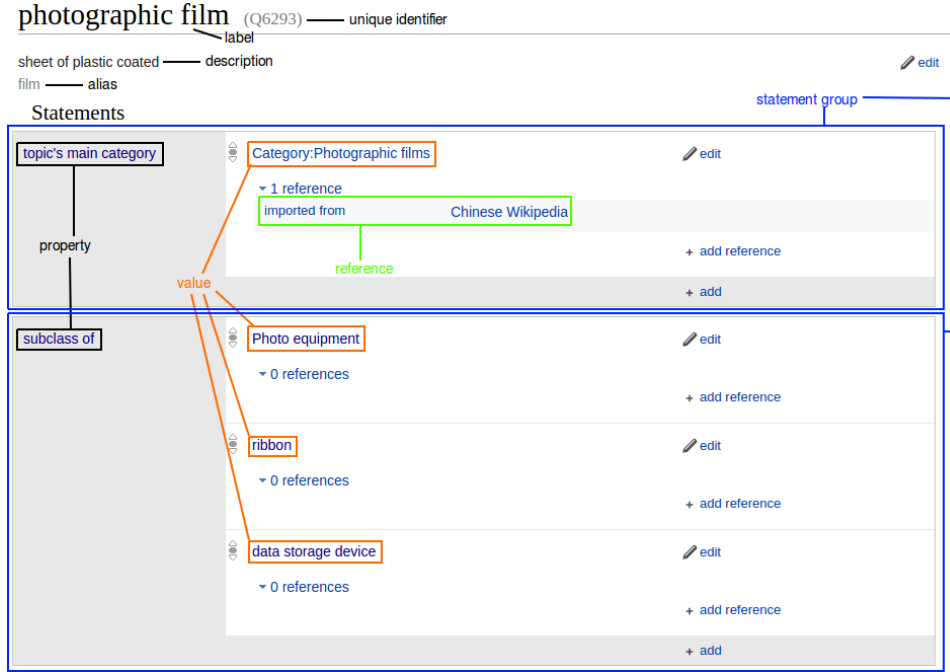 photographic film (Q6293) unique identifier
label
sheet of plastic coated description edit
film alias
statement group
Statements
topic's main category Category:Photographic films edit
1 reference
imported from Chinese Wikipedia
property + add reference
reference
value
+ add
subclass of Photo equipment edit
0 references
+ add reference
ribbon edit
0 references
+ add reference
data storage device edit
0 references
+ add reference
+ add